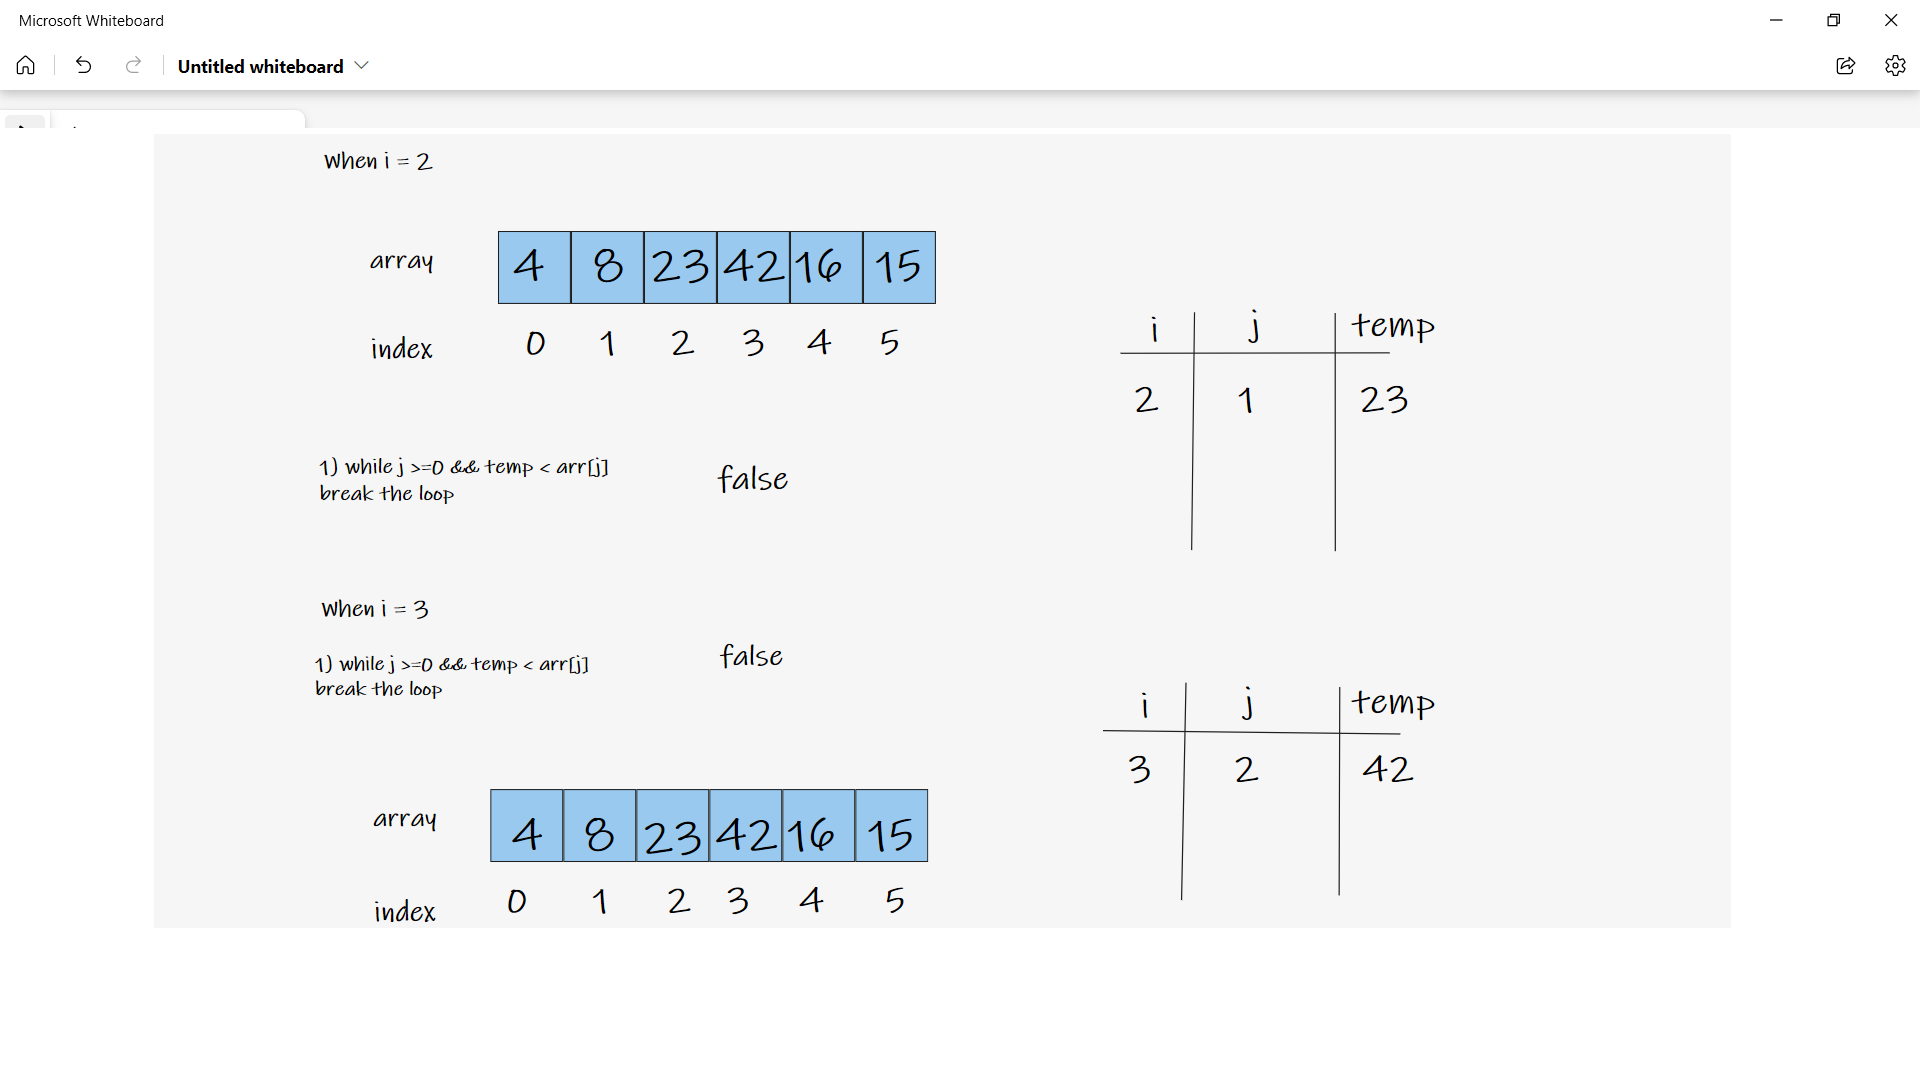 Microsoft Whiteboard
Untitled whiteboard
When i = 2
array 4 8 23 42 16 15
index 0 1 2 3 4 5
i j temp
2 1 23
1) while j >=0 && temp < arr[j] false
break the loop
When i = 3
1) while j >=0 && temp < arr[j] false
break the loop
i j temp
3 2 42
array 4 8 23 42 16 15
index 0 1 2 3 4 5